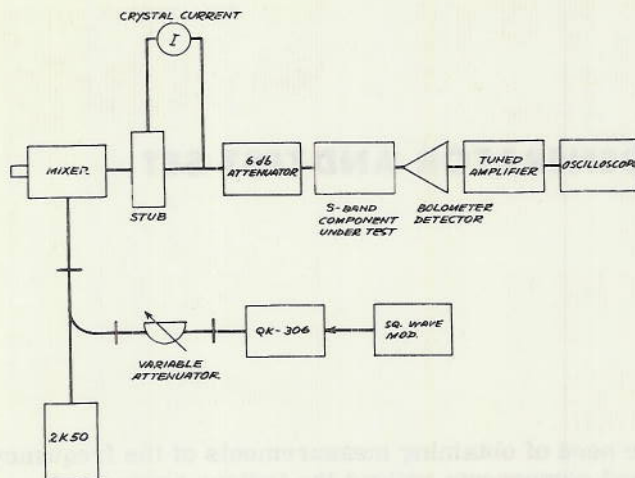 CRYSTAL CURRENT
I
MIXER
STUB
6 db
ATTENUATOR
S-BAND
COMPONENT
UNDER TEST
BOLOMETER
DETECTOR
TUNED
AMPLIFIER
OSCILLOSCOPE
VARIABLE
ATTENUATOR
QK-306
SQ. WAVE
MOD.
2K50